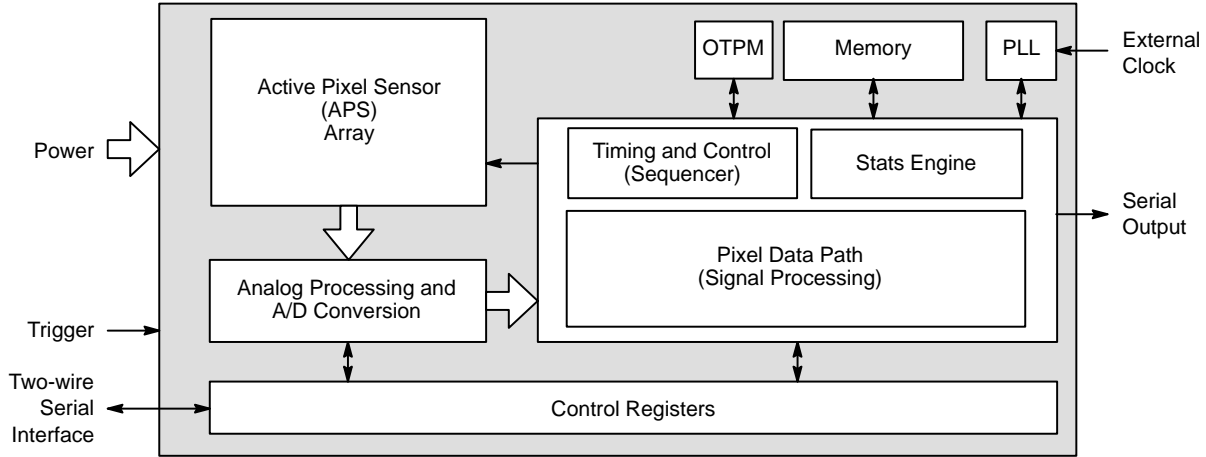 OTPM
Memory
PLL
External
Clock
Active Pixel Sensor
(APS)
Array
Power
Timing and Control
(Sequencer)
Stats Engine
Serial
Output
Pixel Data Path
(Signal Processing)
Analog Processing and
A/D Conversion
Trigger
Two-wire
Serial
Interface
Control Registers